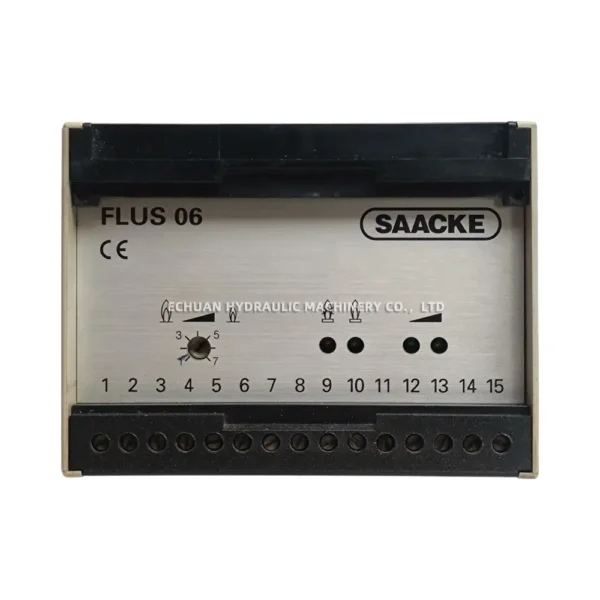 FLUS 06
SAACKE
CE
ECHUAN HYDRAULIC MACHINERY CO., LTD
3 5
7
1 2 3 4 5 6 7 8 9 10 11 12 13 14 15